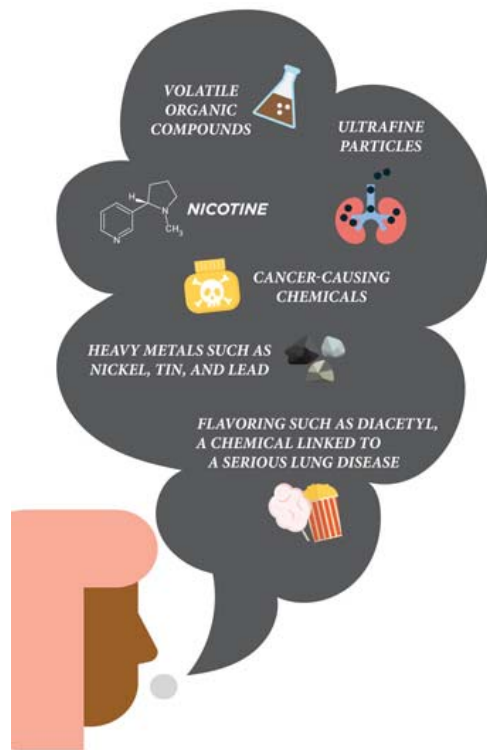 VOLATILE
ORGANIC
COMPOUNDS
ULTRAFINE
PARTICLES
H
N
CH₃
N
NICOTINE
CANCER-CAUSING
CHEMICALS
HEAVY METALS SUCH AS
NICKEL, TIN, AND LEAD
FLAVORING SUCH AS DIACETYL,
A CHEMICAL LINKED TO
A SERIOUS LUNG DISEASE